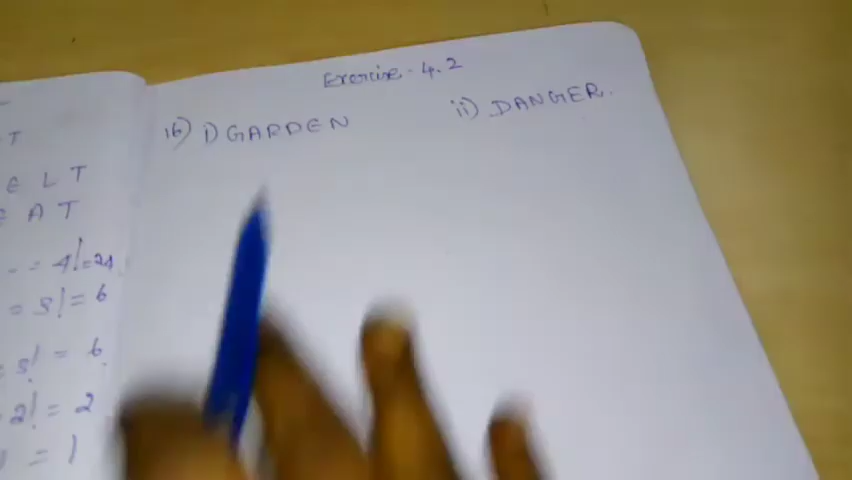 T
E L T
E A T
- - = 4! = 24
= 3! = 6
= 3! = 6
2! = 2
= 1
Exercise - 4.2
16) i) GARDEN ii) DANGER.